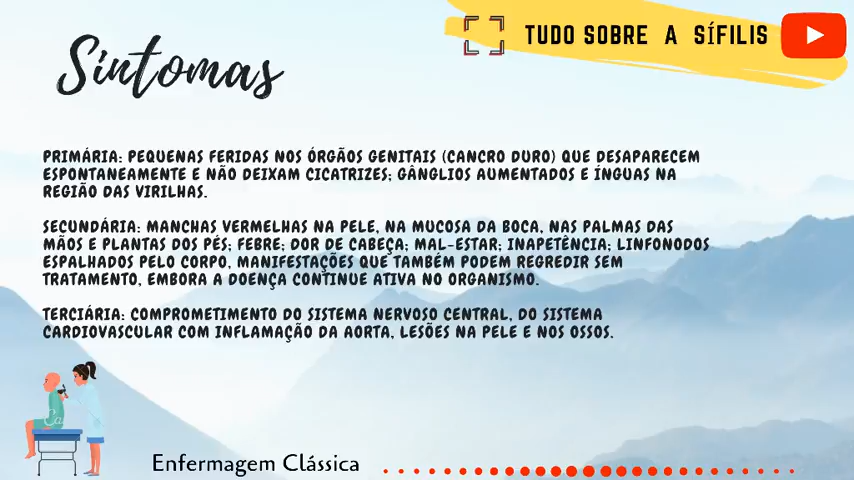 TUDO SOBRE A SÍFILIS
Sintomas
PRIMÁRIA: PEQUENAS FERIDAS NOS ÓRGÃOS GENITAIS (CANCRO DURO) QUE DESAPARECEM
ESPONTANEAMENTE E NÃO DEIXAM CICATRIZES; GÂNGLIOS AUMENTADOS E ÍNGUAS NA
REGIÃO DAS VIRILHAS.
SECUNDÁRIA: MANCHAS VERMELHAS NA PELE, NA MUCOSA DA BOCA, NAS PALMAS DAS
MÃOS E PLANTAS DOS PÉS; FEBRE; DOR DE CABEÇA; MAL-ESTAR; INAPETÊNCIA; LINFONODOS
ESPALHADOS PELO CORPO, MANIFESTAÇÕES QUE TAMBÉM PODEM REGREDIR SEM
TRATAMENTO, EMBORA A DOENÇA CONTINUE ATIVA NO ORGANISMO.
TERCIÁRIA: COMPROMETIMENTO DO SISTEMA NERVOSO CENTRAL, DO SISTEMA
CARDIOVASCULAR COM INFLAMAÇÃO DA AORTA, LESÕES NA PELE E NOS OSSOS.
Enfermagem Clássica